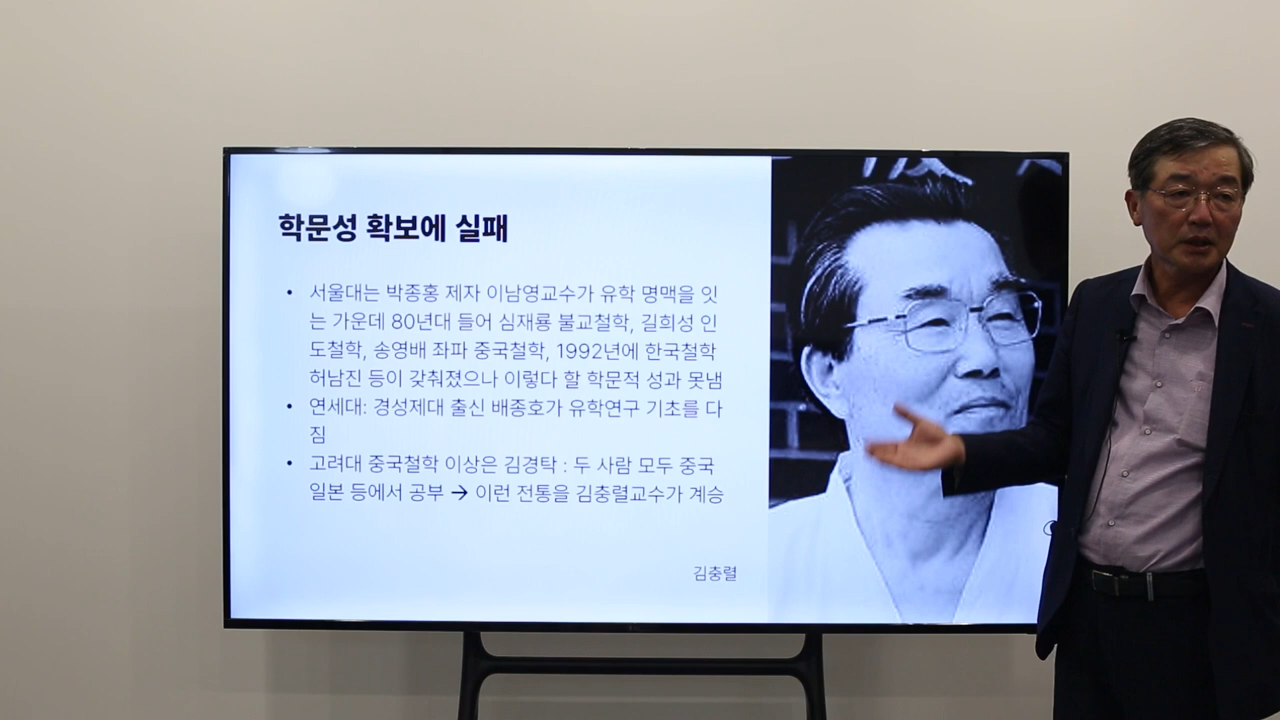 학문성 확보에 실패
• 서울대는 박종홍 제자 이남영교수가 유학 명맥을 잇
는 가운데 80년대 들어 심재룡 불교철학, 길희성 인
도철학, 송영배 좌파 중국철학, 1992년에 한국철학
허남진 등이 갖춰졌으나 이렇다 할 학문적 성과 못냄
• 연세대: 경성제대 출신 배종호가 유학연구 기초를 다
짐
• 고려대 중국철학 이상은 김경탁 : 두 사람 모두 중국
일본 등에서 공부 → 이런 전통을 김충렬교수가 계승
김충렬